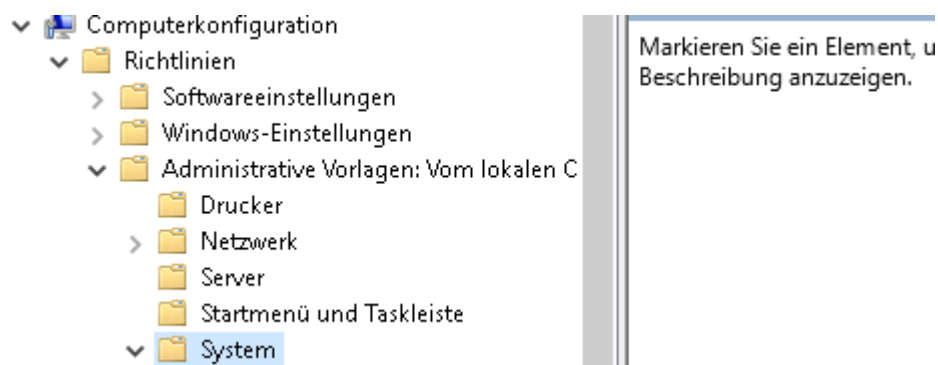 Computerkonfiguration
Richtlinien
Softwareeinstellungen
Windows-Einstellungen
Administrative Vorlagen: Vom lokalen C
Drucker
Netzwerk
Server
Startmenü und Taskleiste
System
Markieren Sie ein Element, u
Beschreibung anzuzeigen.